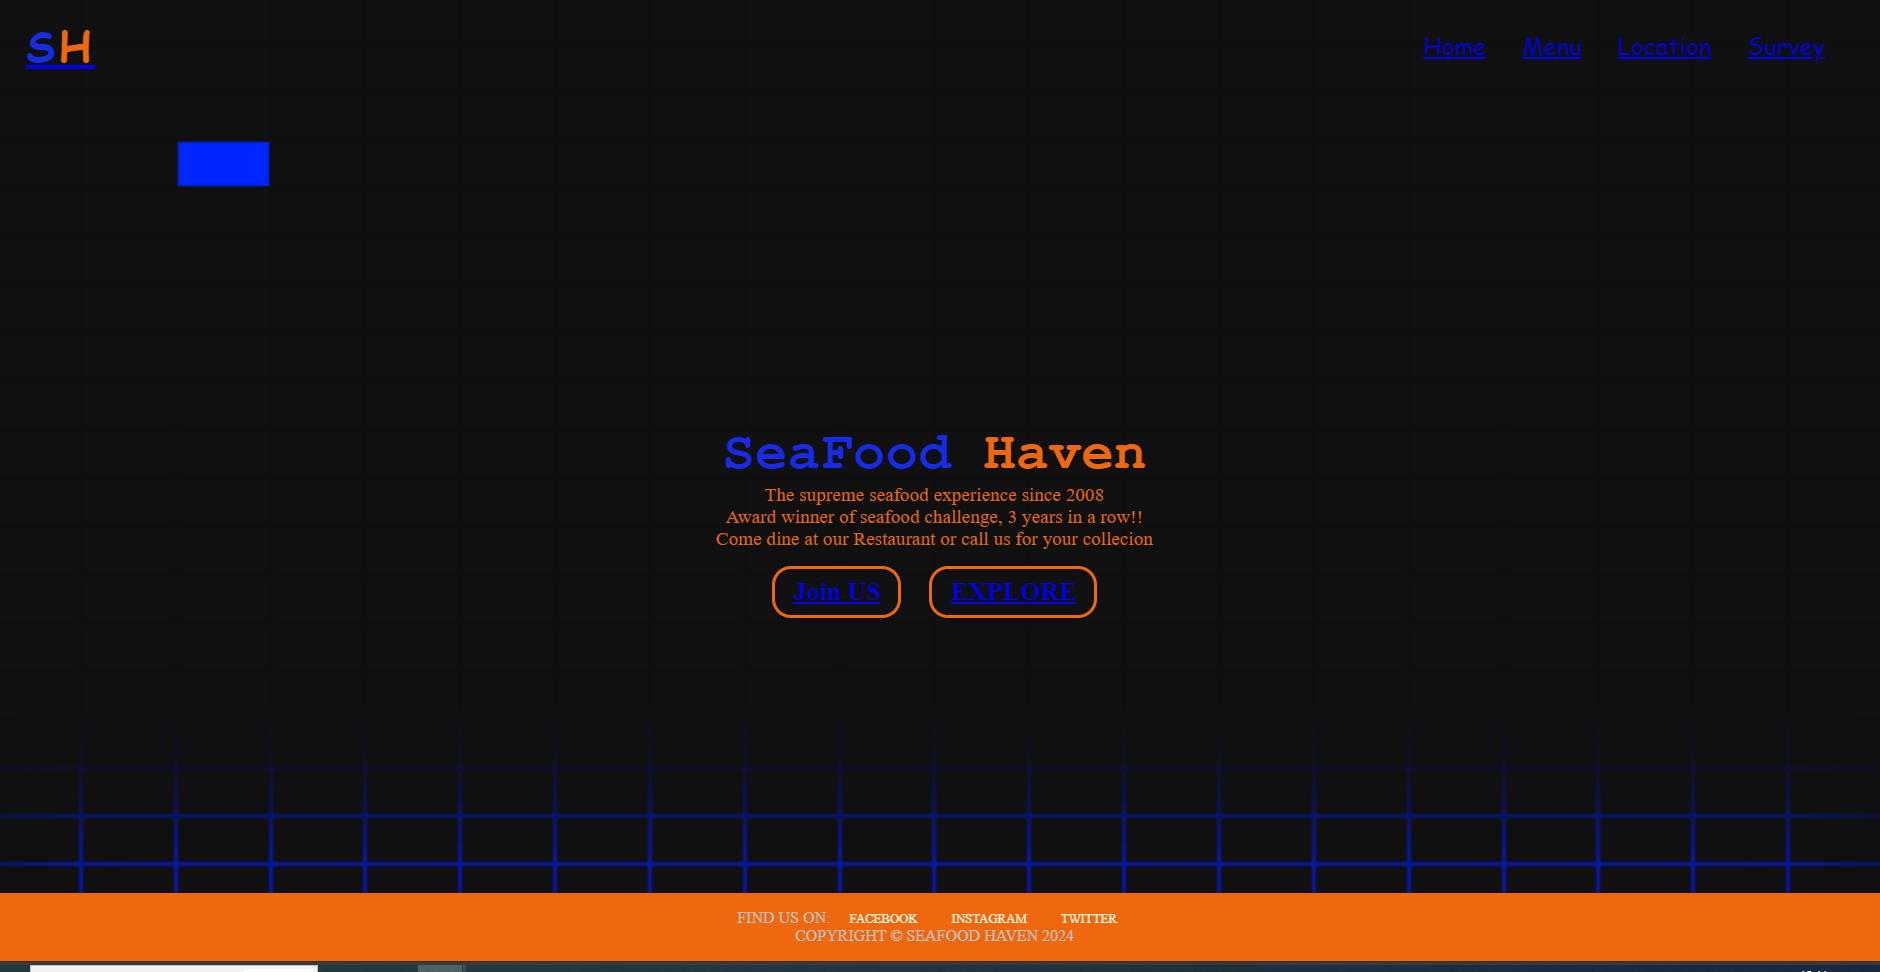 SH
Home Menu Location Survey
SeaFood Haven
The supreme seafood experience since 2008
Award winner of seafood challenge, 3 years in a row!!
Come dine at our Restaurant or call us for your collecion
Join US EXPLORE
FIND US ON: FACEBOOK INSTAGRAM TWITTER
COPYRIGHT © SEAFOOD HAVEN 2024